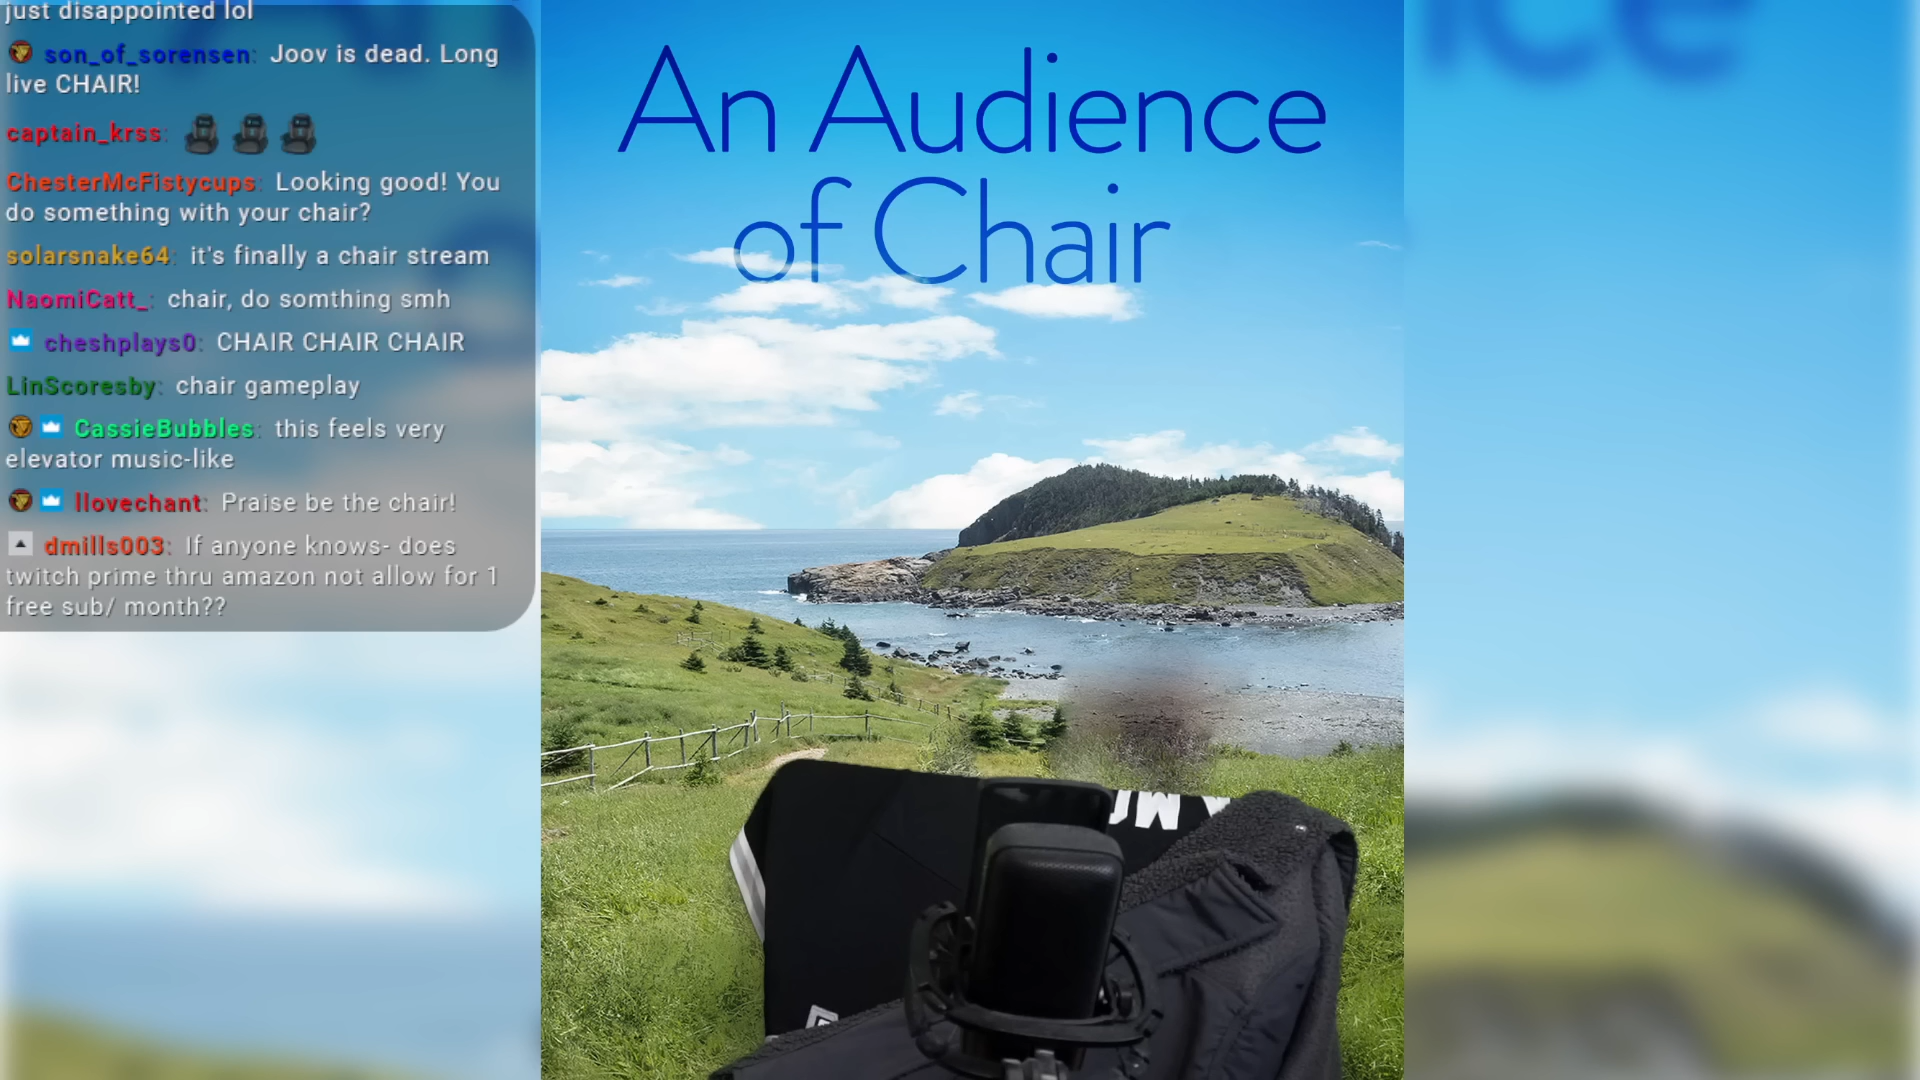 just disappointed lol
son_of_sorensen: Joov is dead. Long
live CHAIR!
captain_krss:
ChesterMcFistycups: Looking good! You
do something with your chair?
solarsnake64: it's finally a chair stream
NaomiCatt_: chair, do somthing smh
cheshplays0: CHAIR CHAIR CHAIR
LinScoresby: chair gameplay
CassieBubbles: this feels very
elevator music-like
llovechant: Praise be the chair!
dmills003: If anyone knows- does
twitch prime thru amazon not allow for 1
free sub/ month??
An Audience
of Chair